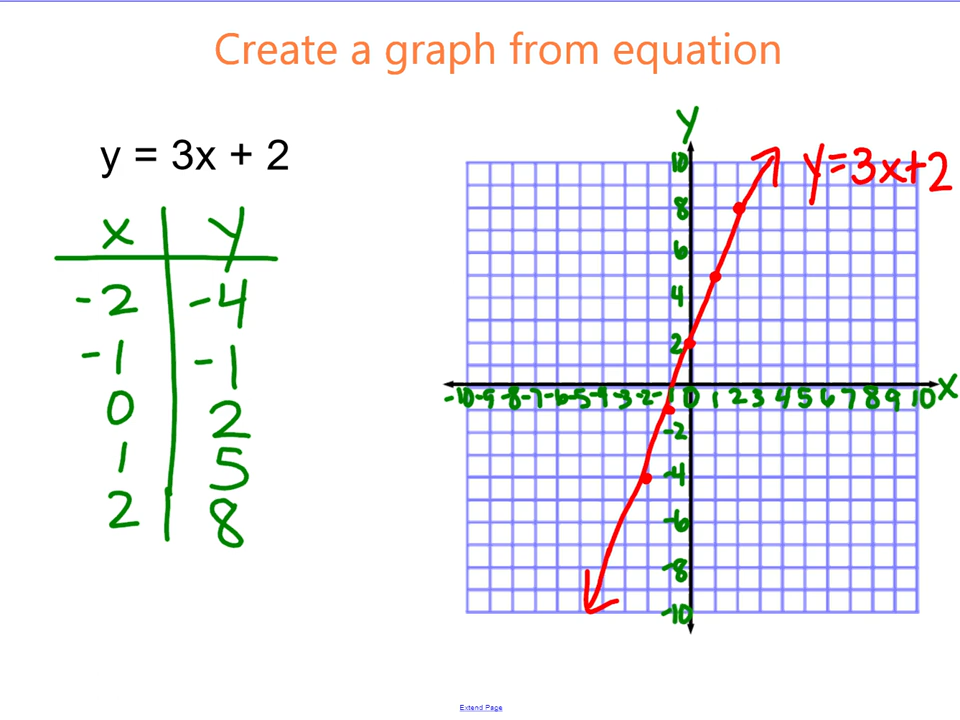 Create a graph from equation
y = 3x + 2
x y
-2 -4
-1 -1
0 2
1 5
2 8
y
y=3x+2
10
8
6
4
2
-10 -9 -8 -7 -6 -5 -4 -3 -2 -1 0 1 2 3 4 5 6 7 8 9 10 x
-2
-4
-6
-8
-10
Extend Page